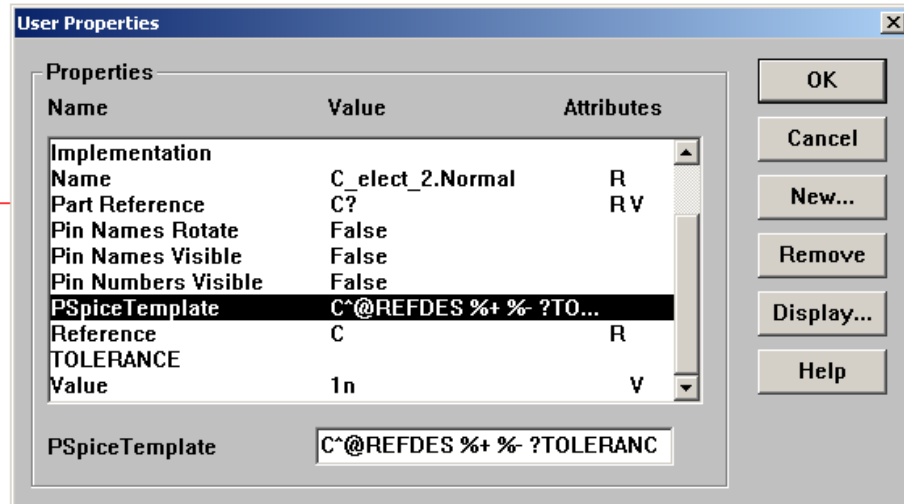 User Properties
Properties
Name Value Attributes
Implementation
Name C_elect_2.Normal R
Part Reference C? R V
Pin Names Rotate False
Pin Names Visible False
Pin Numbers Visible False
PSpiceTemplate C^@REFDES %+ %- ?TO...
Reference C R
TOLERANCE
Value 1n V
PSpiceTemplate C^@REFDES %+ %- ?TOLERANC
OK
Cancel
New...
Remove
Display...
Help